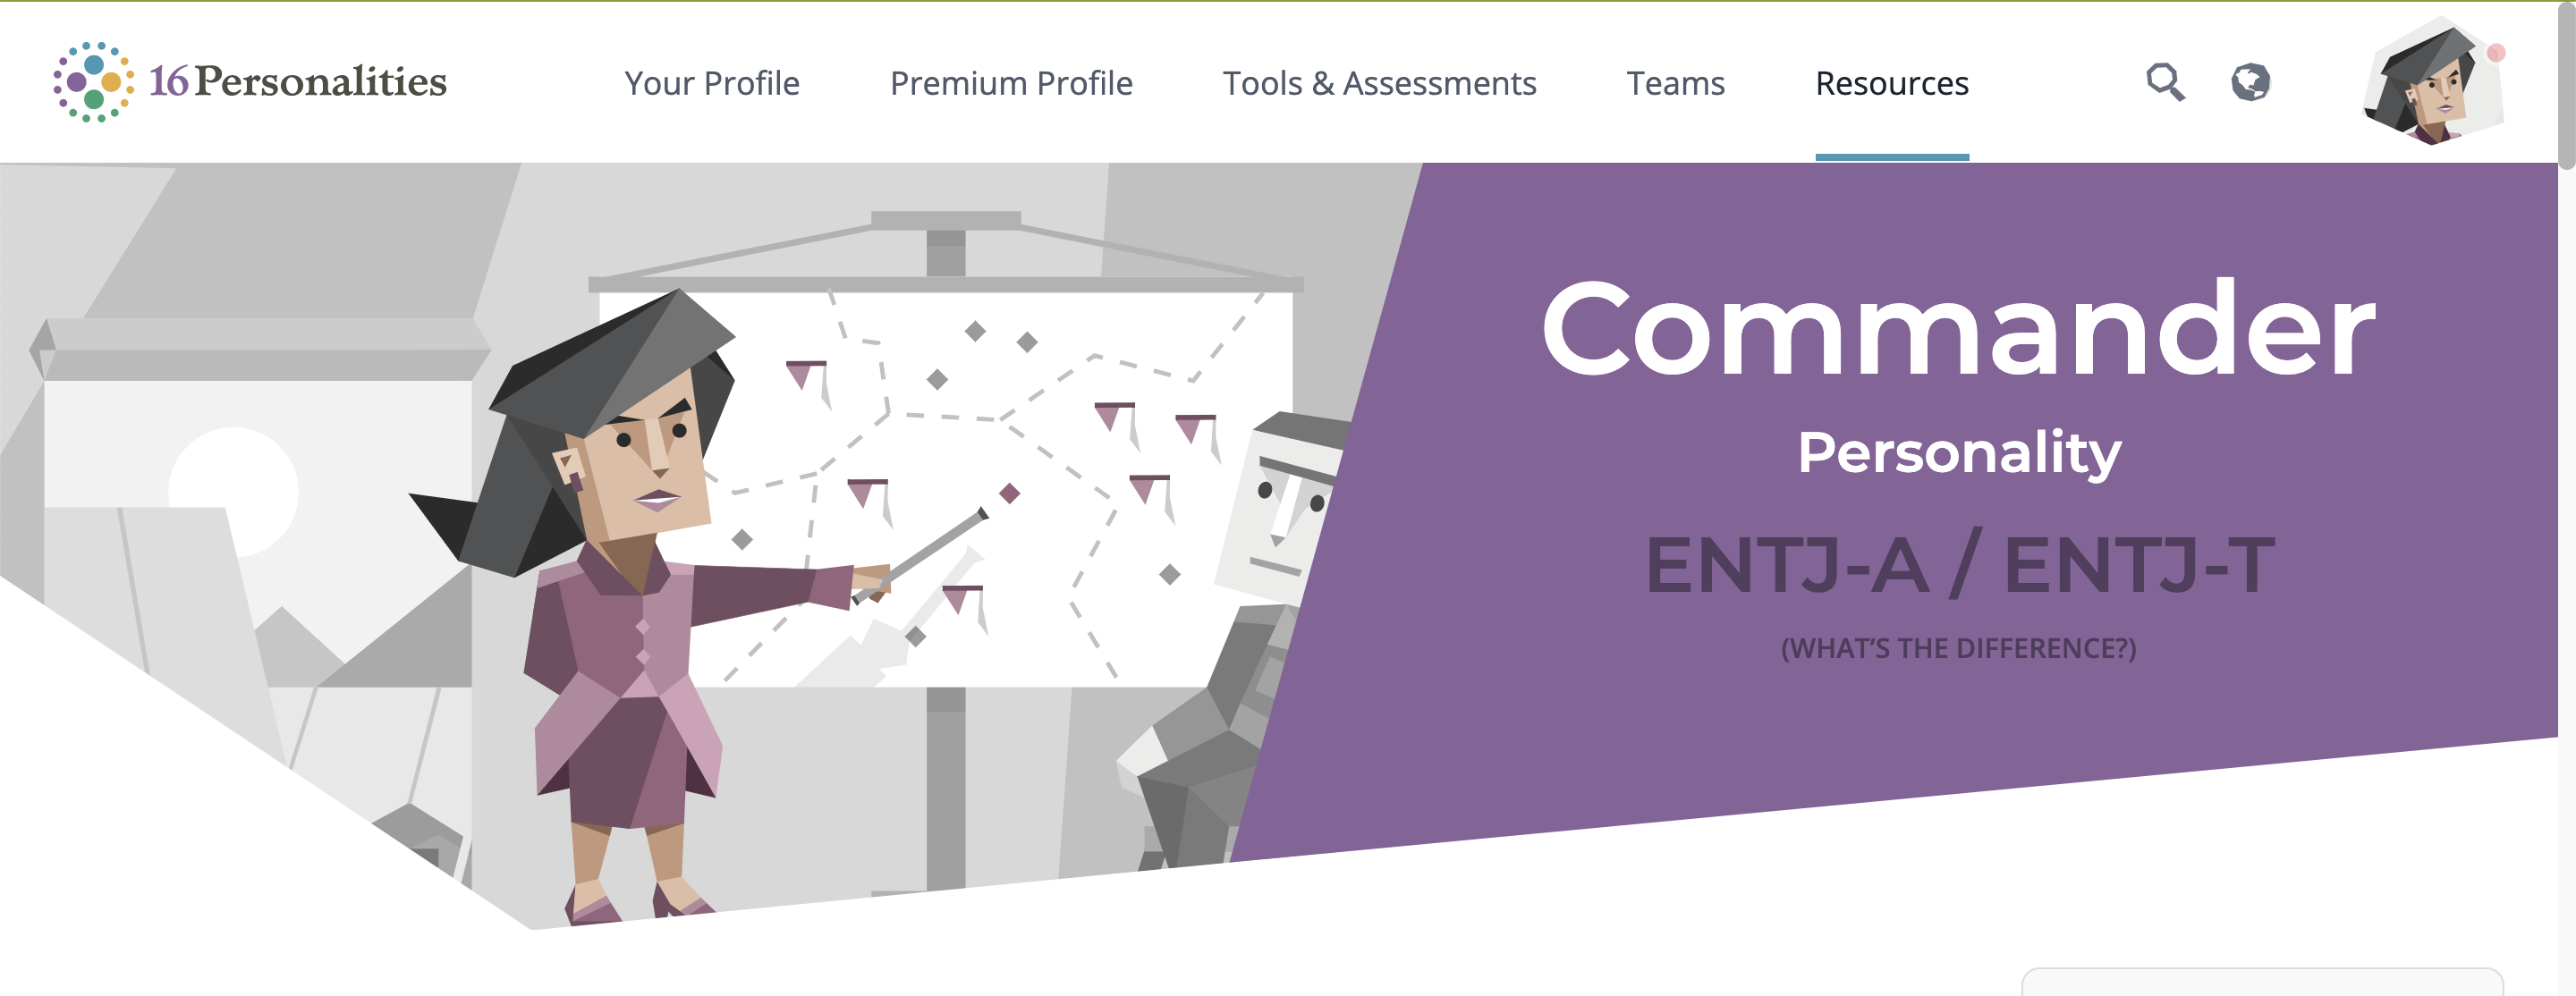 16Personalities
Your Profile
Premium Profile
Tools & Assessments
Teams
Resources
Commander
Personality
ENTJ-A / ENTJ-T
(WHAT’S THE DIFFERENCE?)